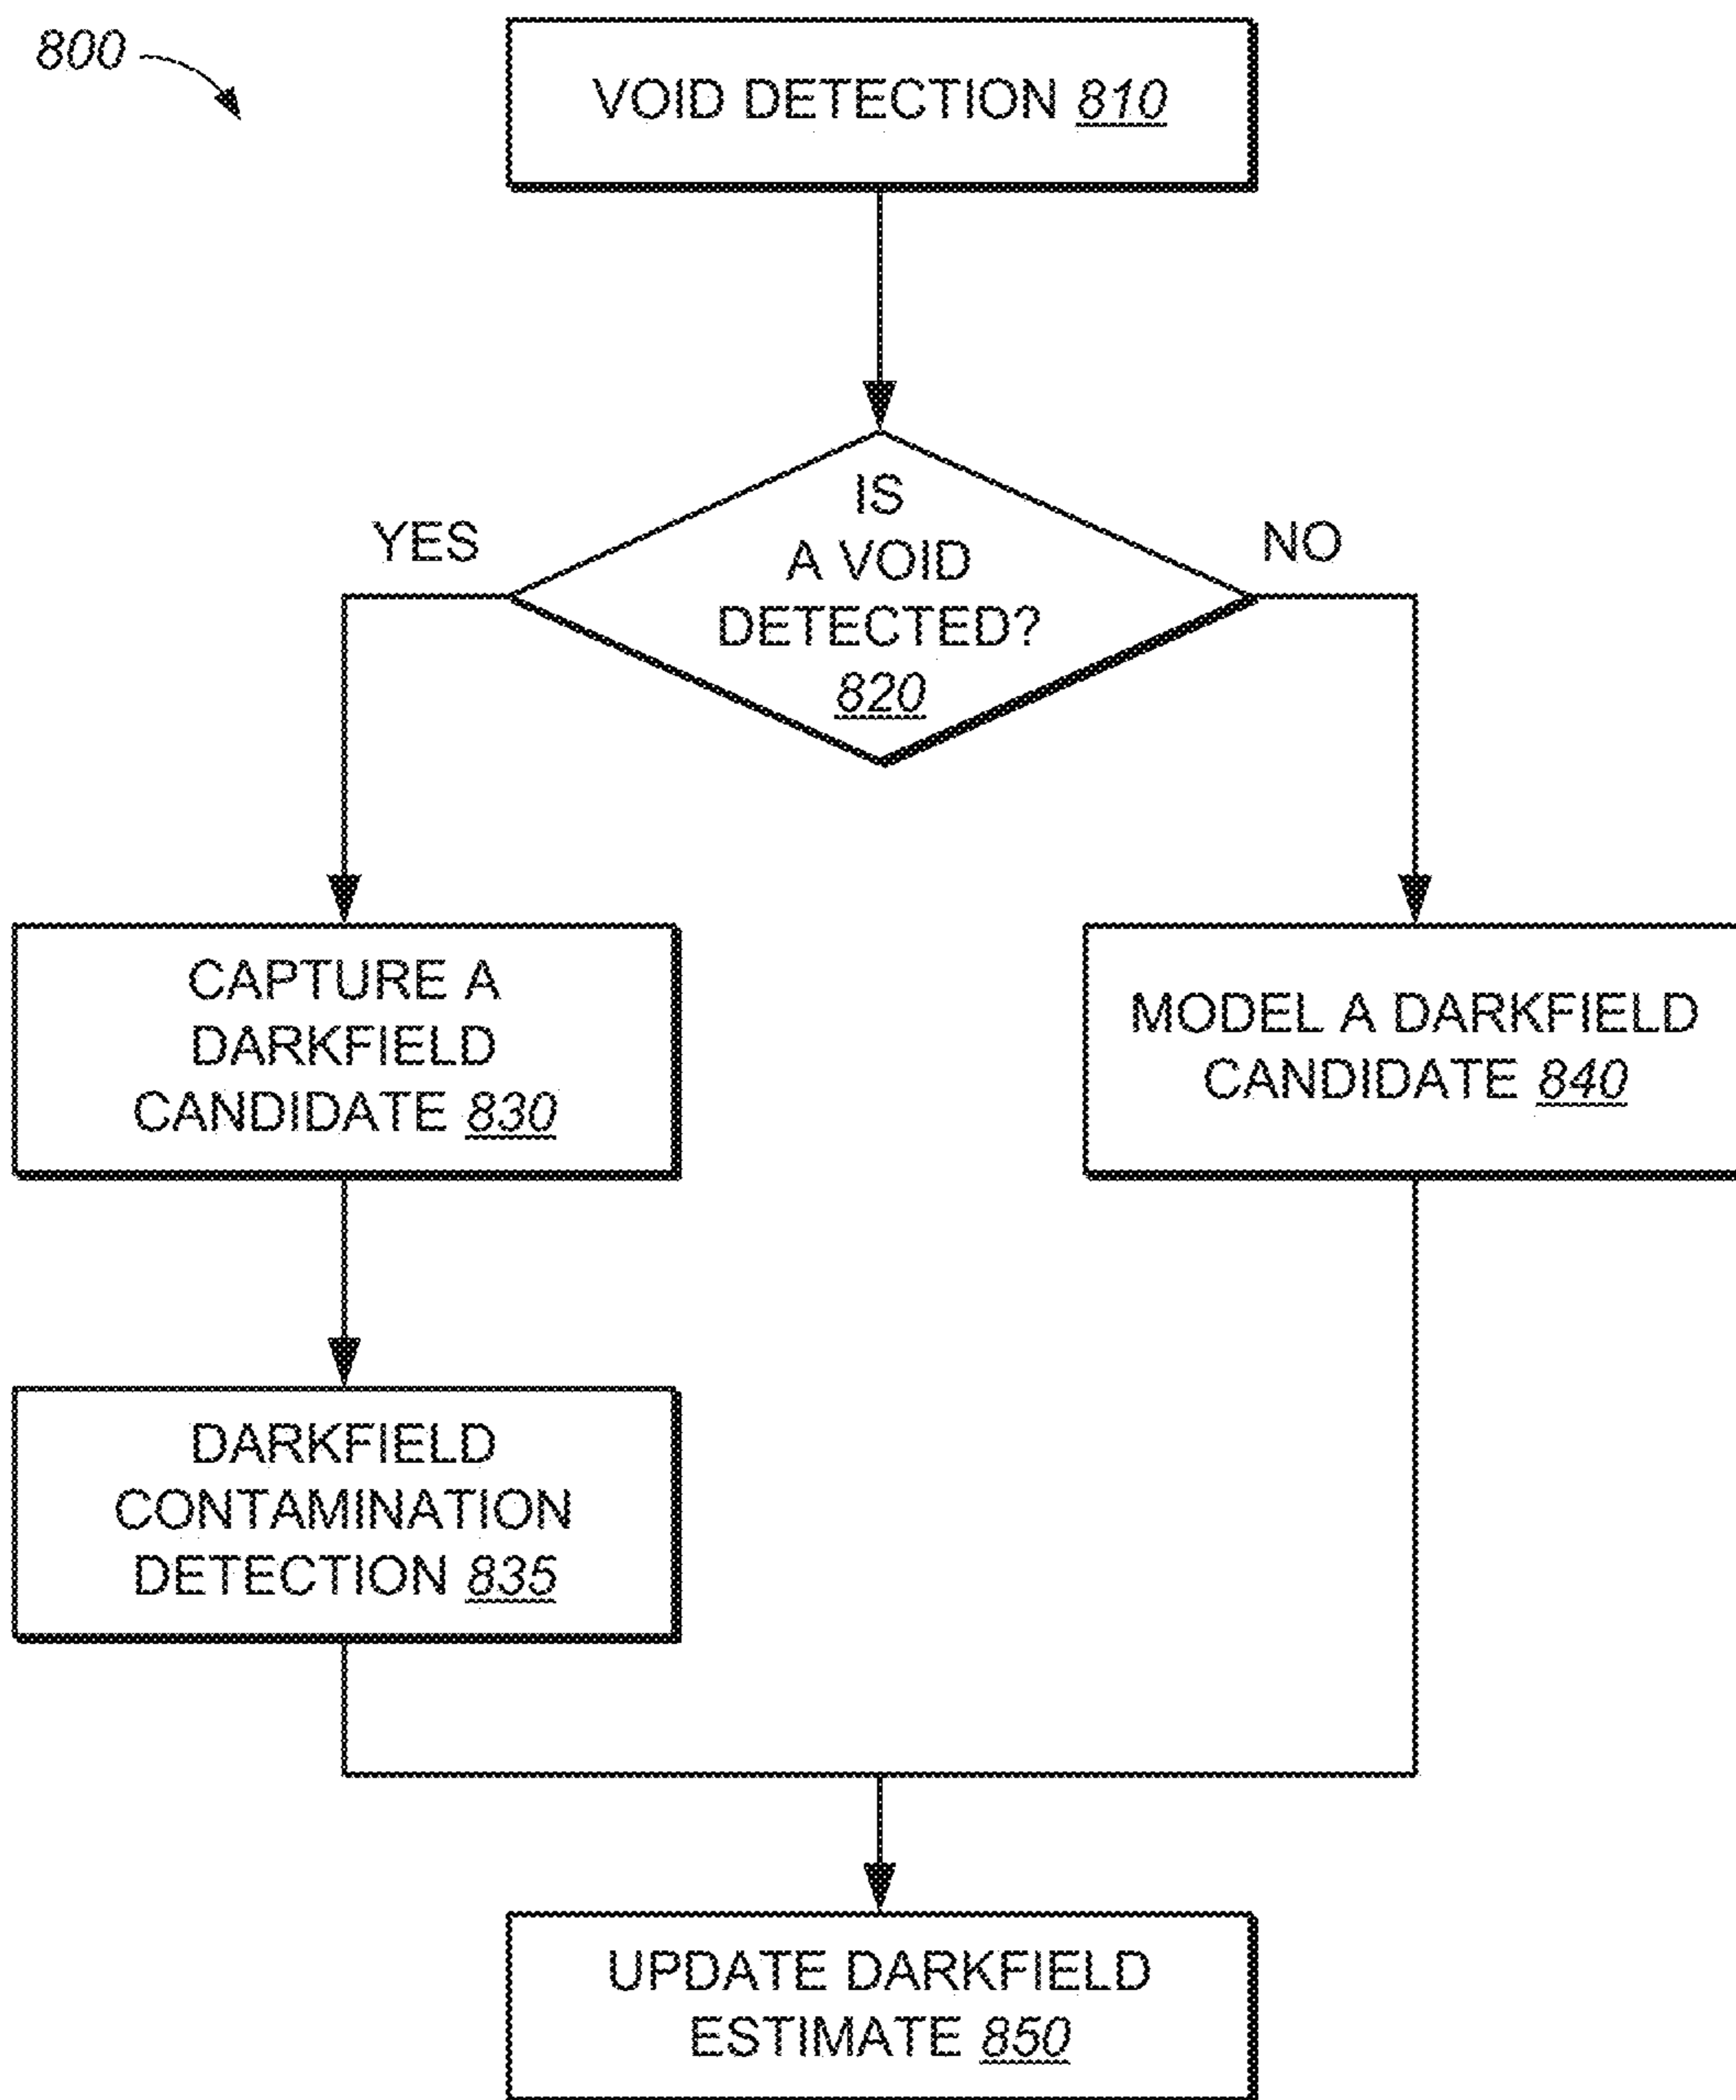 800
VOID DETECTION 810
IS
A VOID
DETECTED?
820
YES
NO
CAPTURE A
DARKFIELD
CANDIDATE 830
MODEL A DARKFIELD
CANDIDATE 840
DARKFIELD
CONTAMINATION
DETECTION 835
UPDATE DARKFIELD
ESTIMATE 850